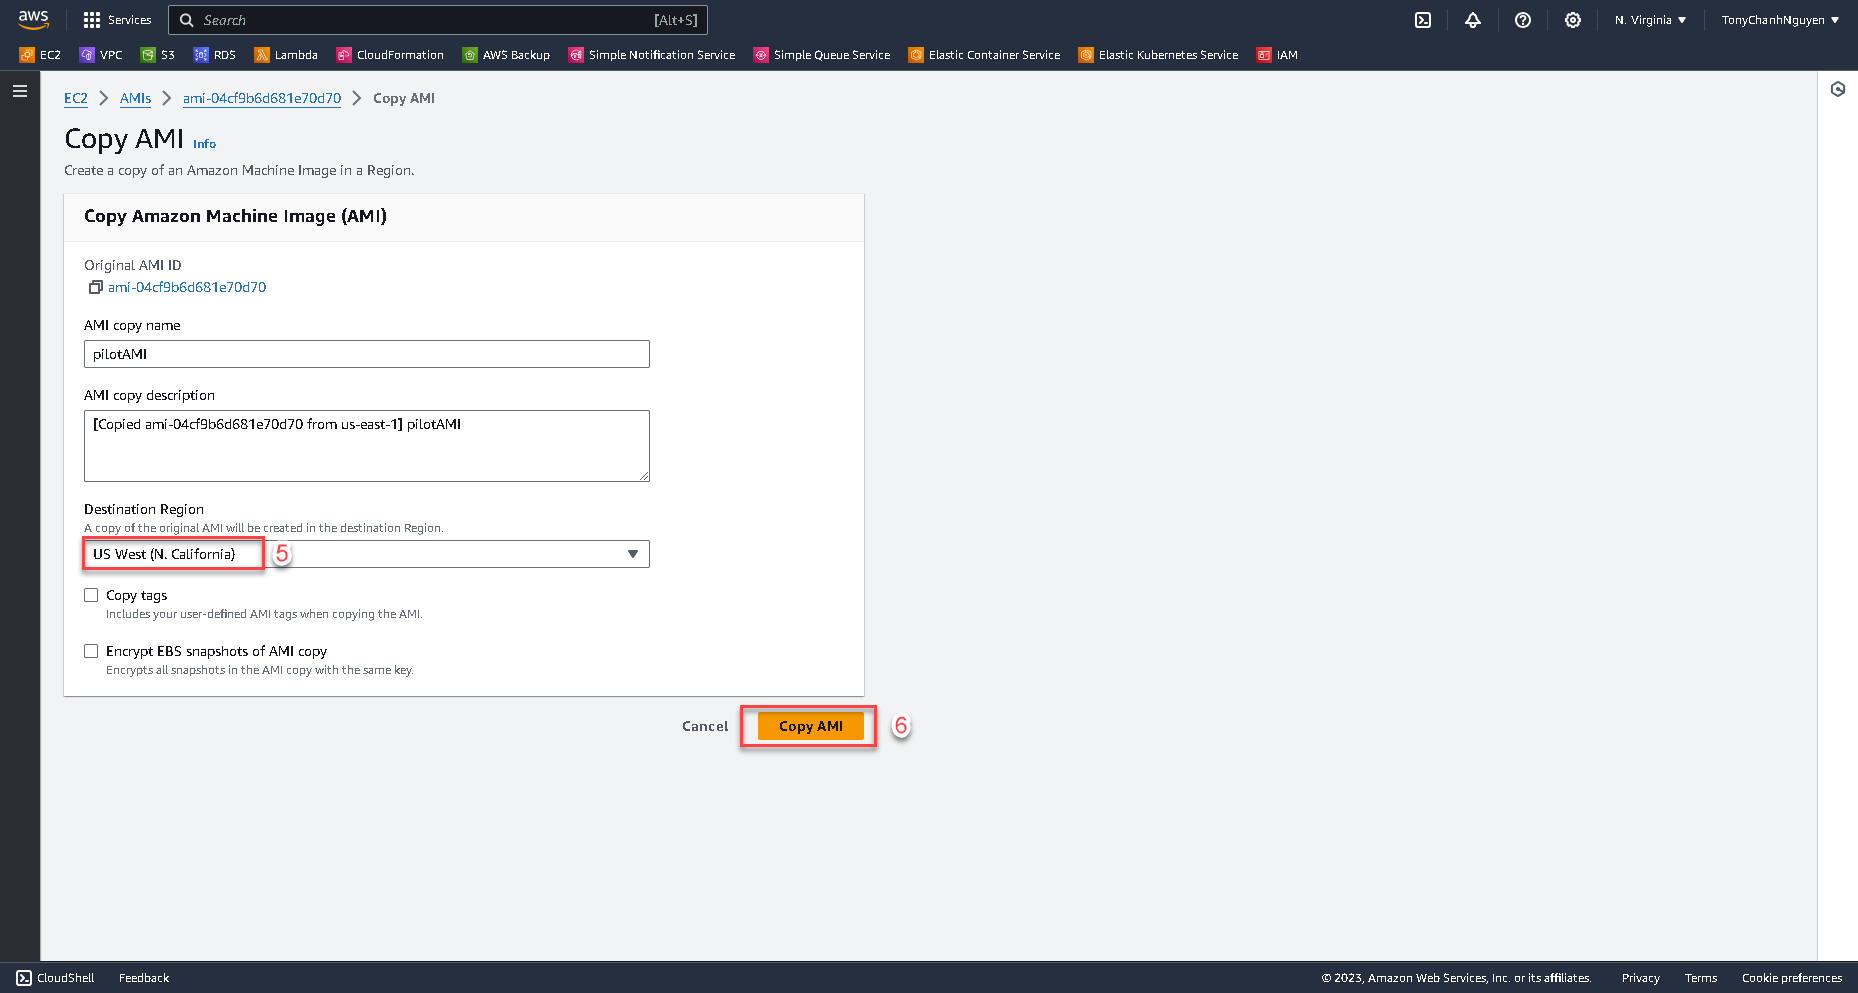 aws
Services
Search
[Alt+S]
N. Virginia
TonyChanhNguyen
EC2
VPC
S3
RDS
Lambda
CloudFormation
AWS Backup
Simple Notification Service
Simple Queue Service
Elastic Container Service
Elastic Kubernetes Service
IAM
EC2 > AMIs > ami-04cf9b6d681e70d70 > Copy AMI
Copy AMI Info
Create a copy of an Amazon Machine Image in a Region.
Copy Amazon Machine Image (AMI)
Original AMI ID
ami-04cf9b6d681e70d70
AMI copy name
pilotAMI
AMI copy description
[Copied ami-04cf9b6d681e70d70 from us-east-1] pilotAMI
Destination Region
A copy of the original AMI will be created in the destination Region.
US West (N. California)
5
Copy tags
Includes your user-defined AMI tags when copying the AMI.
Encrypt EBS snapshots of AMI copy
Encrypts all snapshots in the AMI copy with the same key.
Cancel
Copy AMI
6
CloudShell
Feedback
© 2023, Amazon Web Services, Inc. or its affiliates.
Privacy
Terms
Cookie preferences